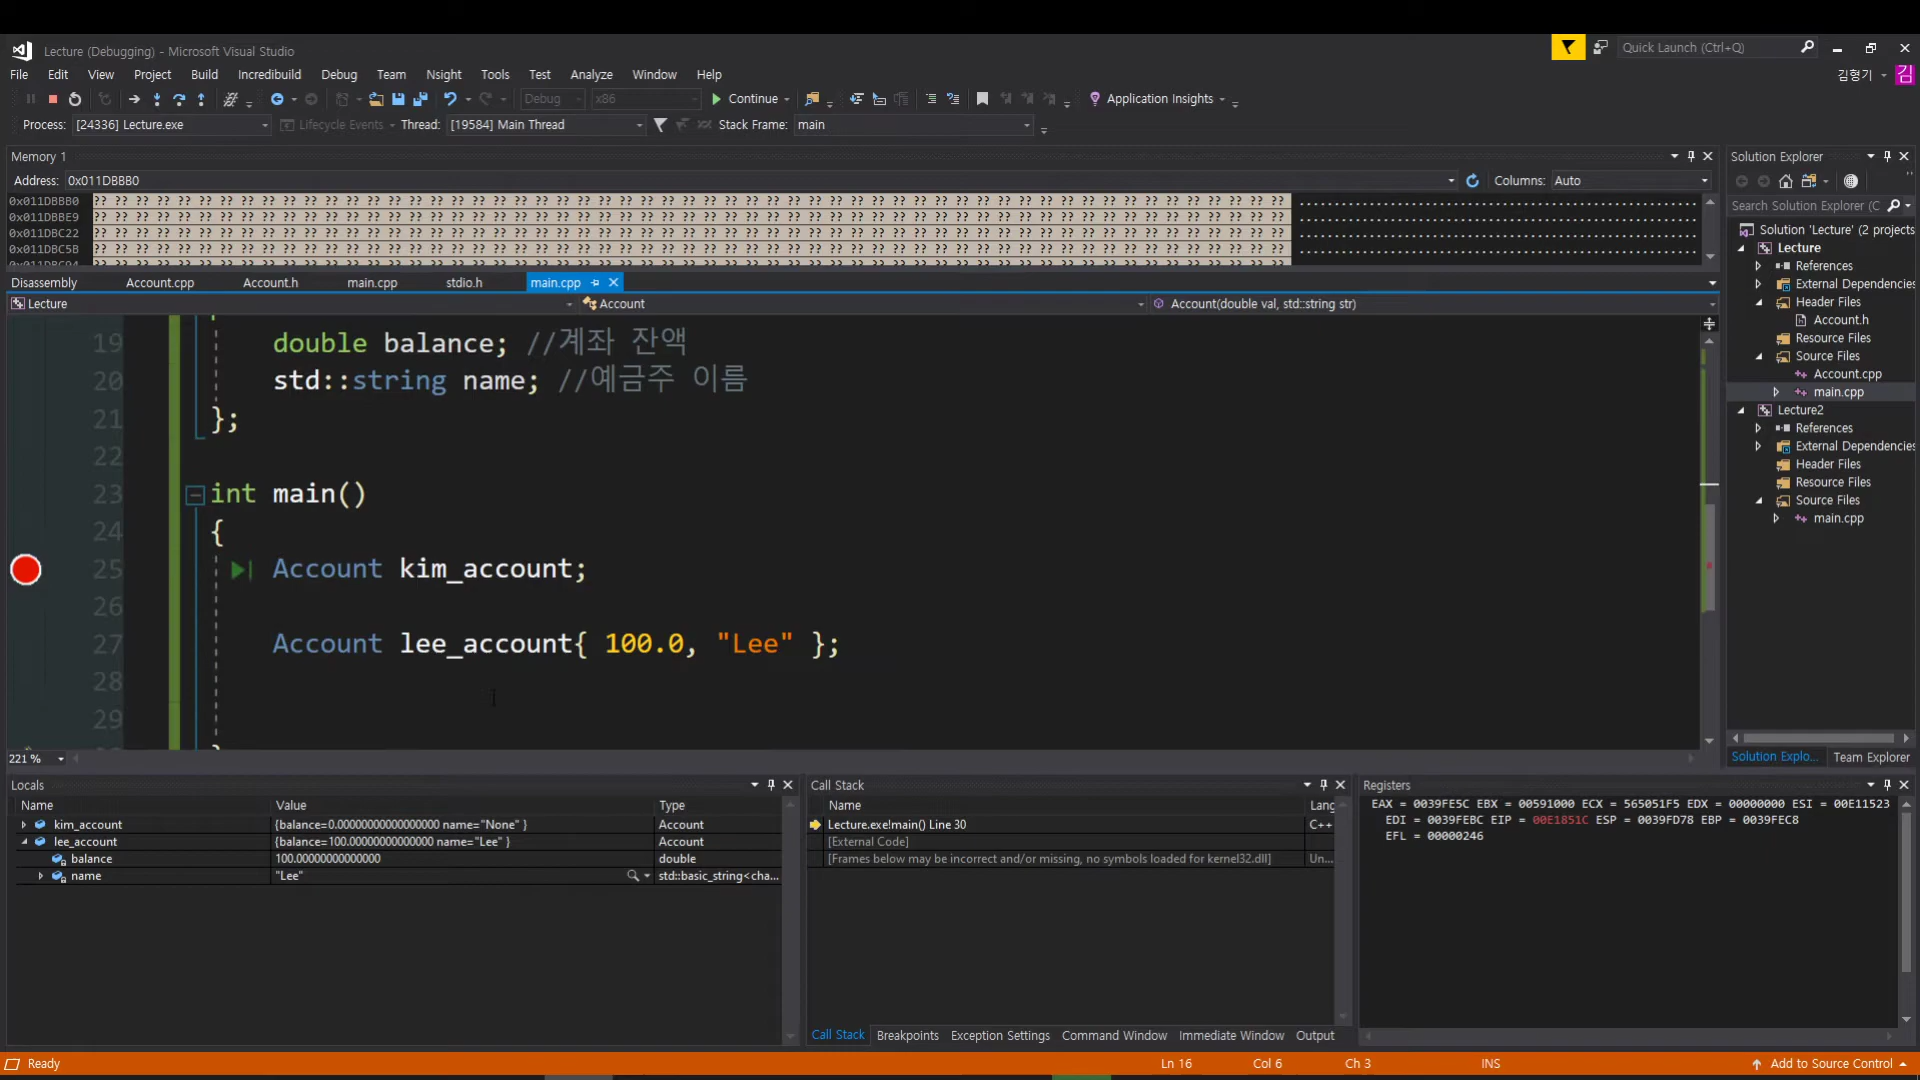 Lecture (Debugging) - Microsoft Visual Studio
Quick Launch (Ctrl+Q)
File Edit View Project Build Incredibuild Debug Team Nsight Tools Test Analyze Window Help
김형기 김
Debug x86 Continue Application Insights
Process: [24336] Lecture.exe Lifecycle Events Thread: [19584] Main Thread Stack Frame: main
Memory 1
Address: 0x011DBBB0 Columns: Auto
0x011DBBB0
0x011DBBE9
0x011DBC22
0x011DBC5B
Disassembly Account.cpp Account.h main.cpp stdio.h main.cpp
Lecture Account Account(double val, std::string str)
19 double balance; //계좌 잔액
20 std::string name; //예금주 이름
21 };
22
23 int main()
24 {
25 Account kim_account;
26
27 Account lee_account{ 100.0, "Lee" };
28
29
221 %
Solution Explorer
Search Solution Explorer (C
Solution 'Lecture' (2 projects
Lecture
References
External Dependencies
Header Files
Account.h
Resource Files
Source Files
Account.cpp
main.cpp
Lecture2
References
External Dependencies
Header Files
Resource Files
Source Files
main.cpp
Solution Explo... Team Explorer
Locals
Name Value Type
kim_account {balance=0.00000000000000000 name="None" } Account
lee_account {balance=100.00000000000000 name="Lee" } Account
balance 100.00000000000000 double
name "Lee" std::basic_string<cha...
Call Stack
Name Lang
Lecture.exe!main() Line 30 C++
[External Code]
[Frames below may be incorrect and/or missing, no symbols loaded for kernel32.dll] Un...
Call Stack Breakpoints Exception Settings Command Window Immediate Window Output
Registers
EAX = 0039FE5C EBX = 00591000 ECX = 565051F5 EDX = 00000000 ESI = 00E11523
EDI = 0039FEBC EIP = 00E1851C ESP = 0039FD78 EBP = 0039FEC8
EFL = 00000246
Ready Ln 16 Col 6 Ch 3 INS Add to Source Control